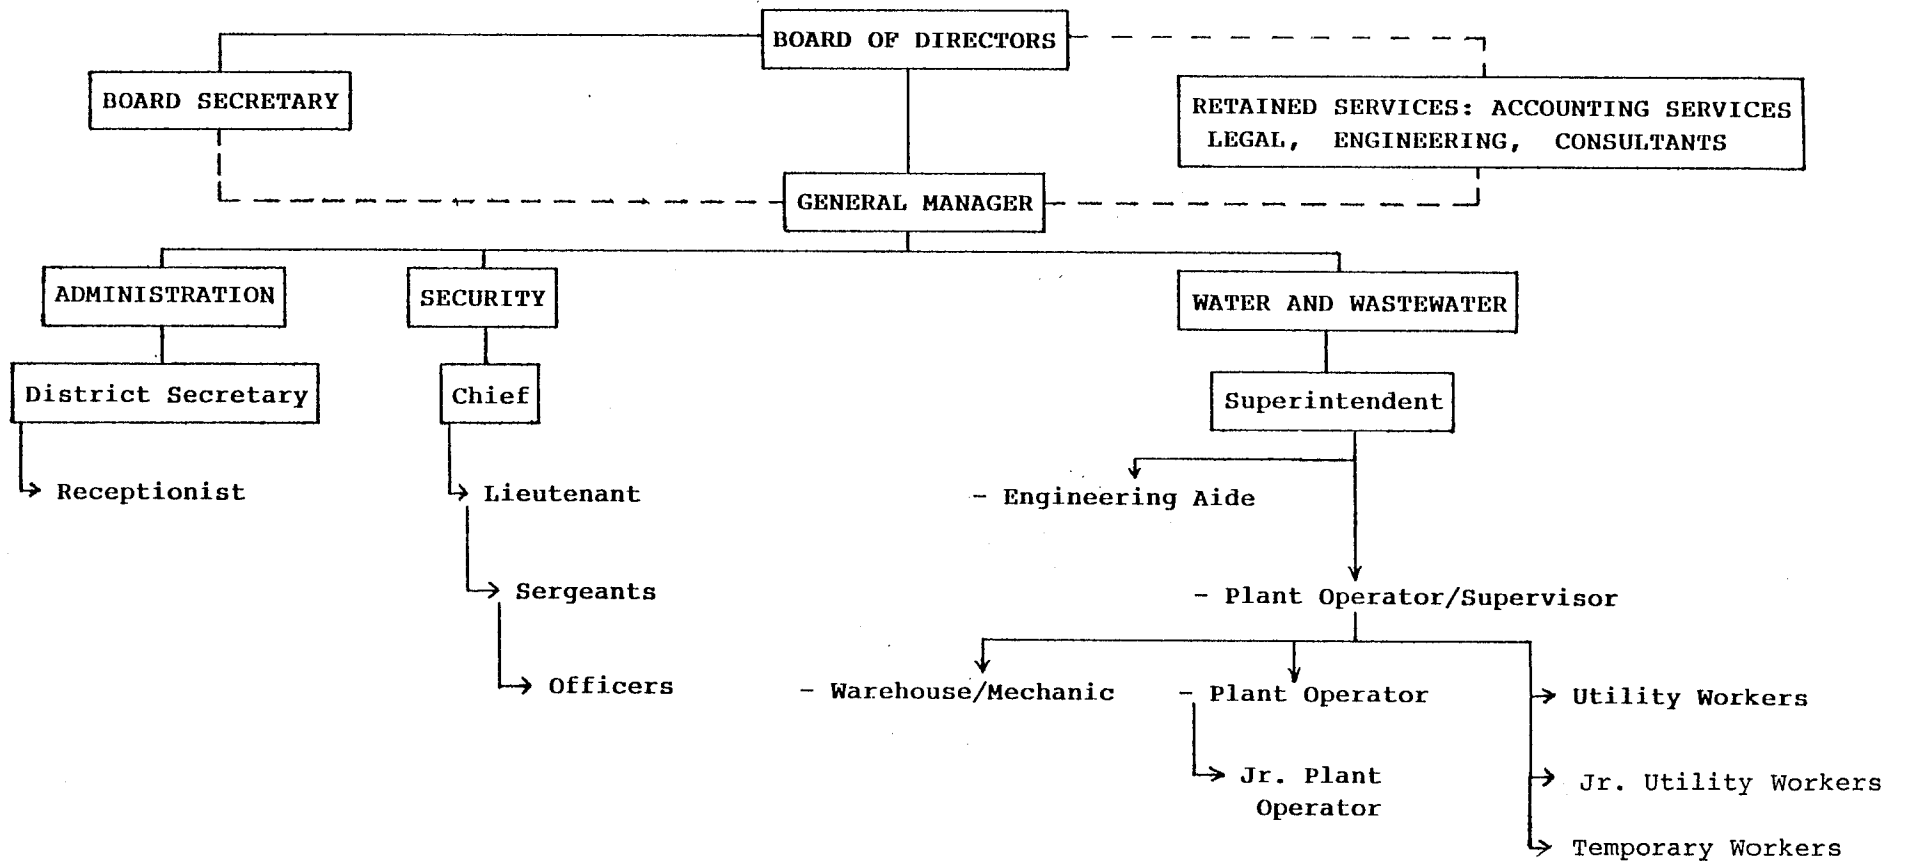 BOARD OF DIRECTORS
BOARD SECRETARY
RETAINED SERVICES: ACCOUNTING SERVICES
LEGAL, ENGINEERING, CONSULTANTS
GENERAL MANAGER
ADMINISTRATION
SECURITY
WATER AND WASTEWATER
District Secretary
Chief
Superintendent
Receptionist
Lieutenant
- Engineering Aide
Sergeants
- Plant Operator/Supervisor
Officers
- Warehouse/Mechanic
- Plant Operator
Utility Workers
Jr. Plant
Operator
Jr. Utility Workers
Temporary Workers